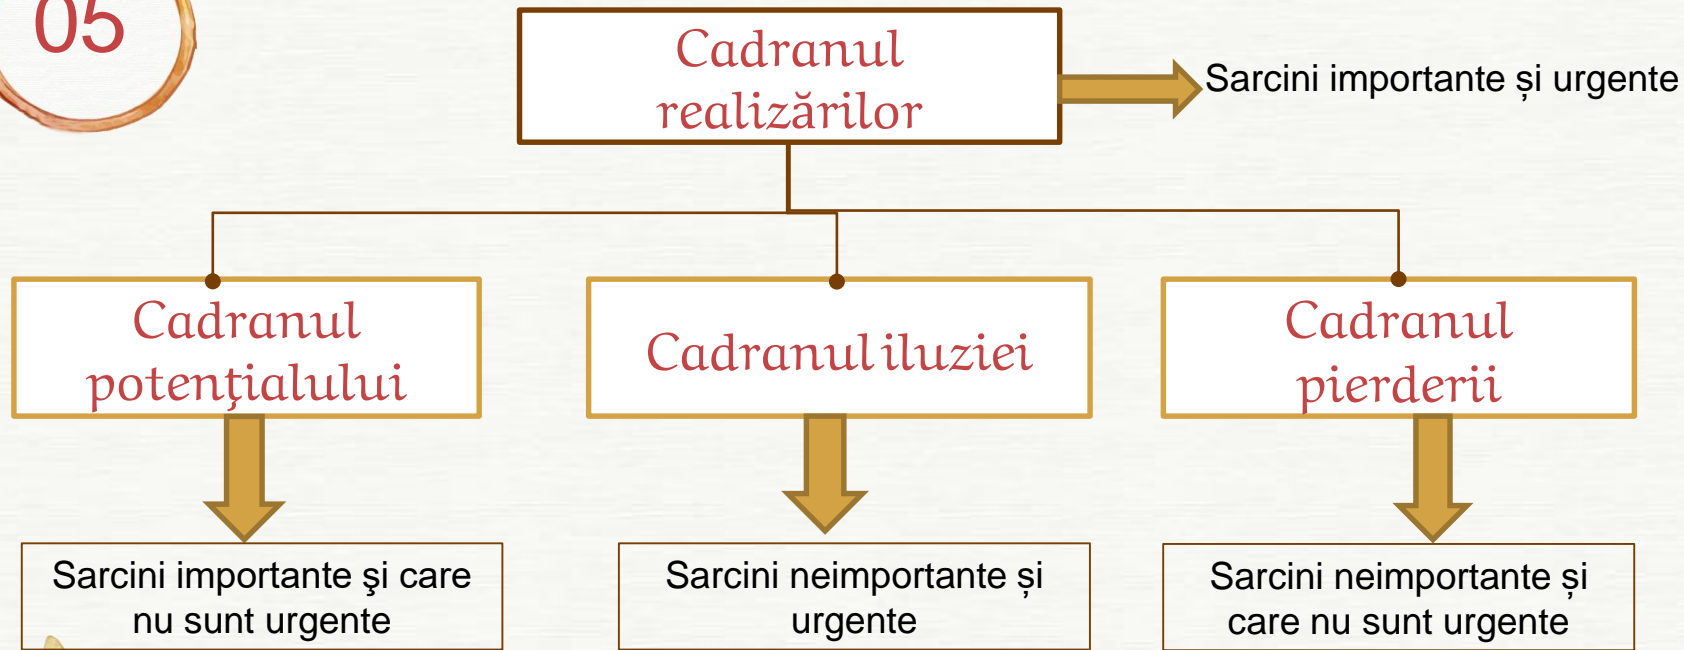 05
Cadranul
realizărilor
Sarcini importante și urgente
Cadranul
potenţialului
Cadranul iluziei
Cadranul
pierderii
Sarcini importante şi care
nu sunt urgente
Sarcini neimportante și
urgente
Sarcini neimportante și
care nu sunt urgente